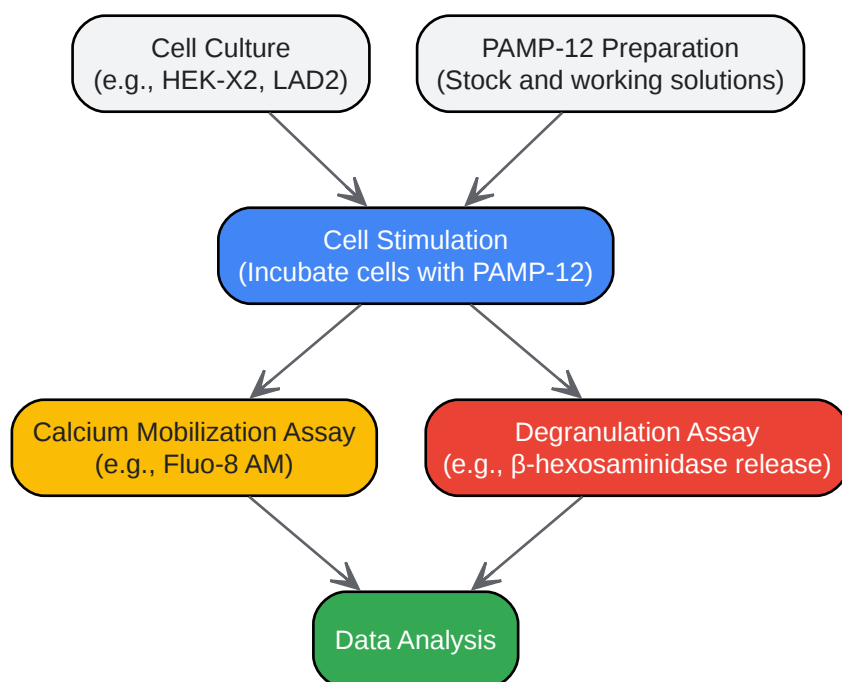 Cell Culture
(e.g., HEK-X2, LAD2)
PAMP-12 Preparation
(Stock and working solutions)
Cell Stimulation
(Incubate cells with PAMP-12)
Calcium Mobilization Assay
(e.g., Fluo-8 AM)
Degranulation Assay
(e.g., β-hexosaminidase release)
Data Analysis